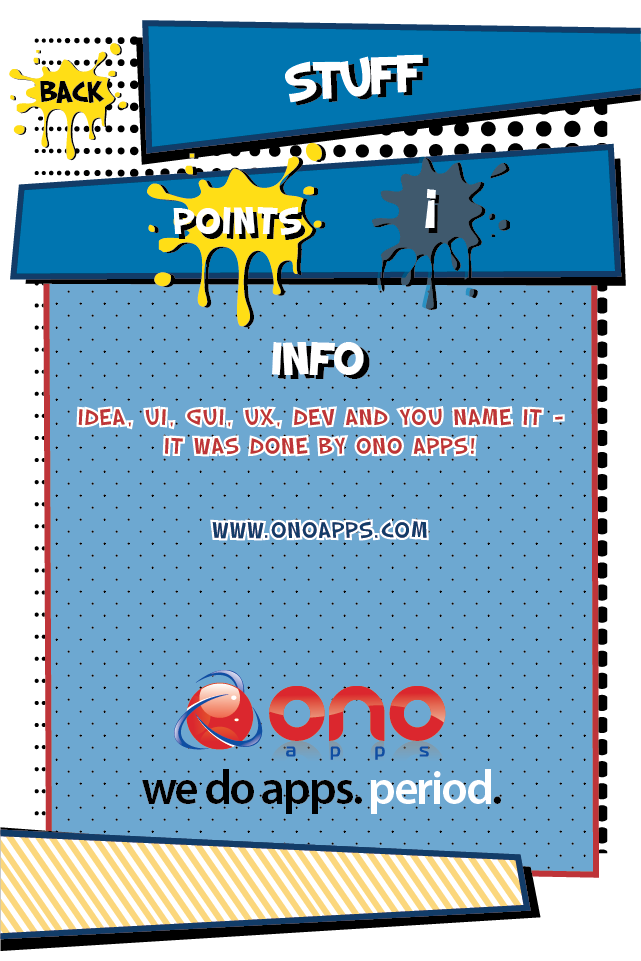 STUFF
BACK
POINTS
i
INFO
IDEA, UI, GUI, UX, DEV AND YOU NAME IT -
IT WAS DONE BY ONO APPS!
WWW.ONOAPPS.COM
ono
apps
we do apps. period.